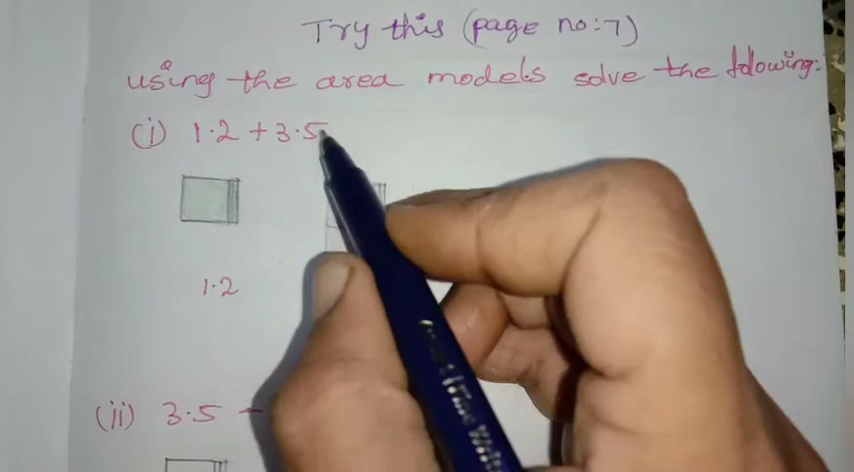 Try this (page no:7)
using the area models solve the folowing:
(i) 1.2 + 3.5
1.2
(ii) 3.5 -